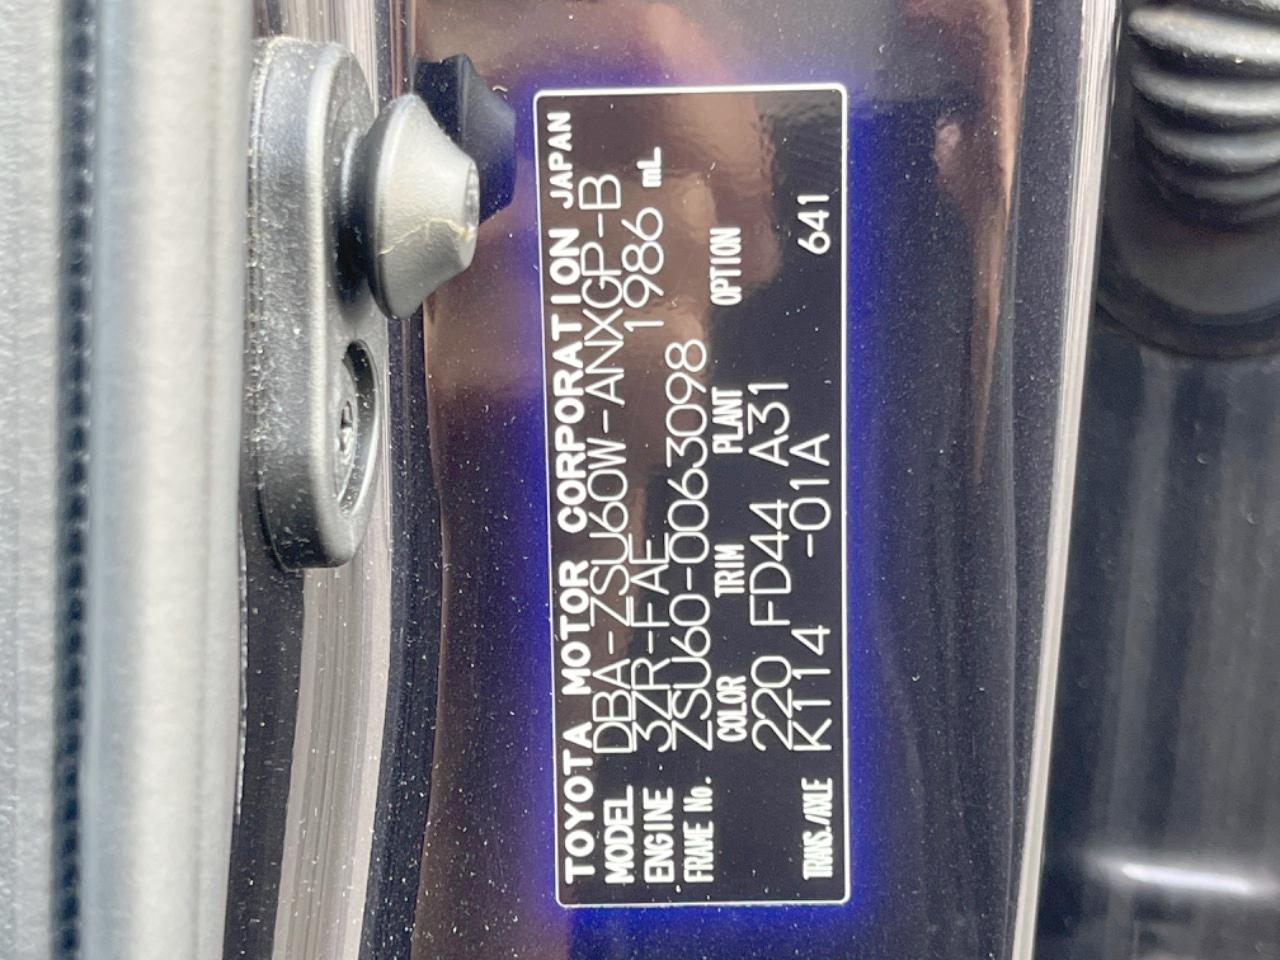 TOYOTA MOTOR CORPORATION JAPAN
MODEL DBA-ZSU60W-ANXGP-B
ENGINE 3ZR-FAE 1986 mL
FRAME No. ZSU60-0063098
COLOR TRIM PLANT OPTION
220 FD44 A31
TRANS./AXLE K114 -01A 641